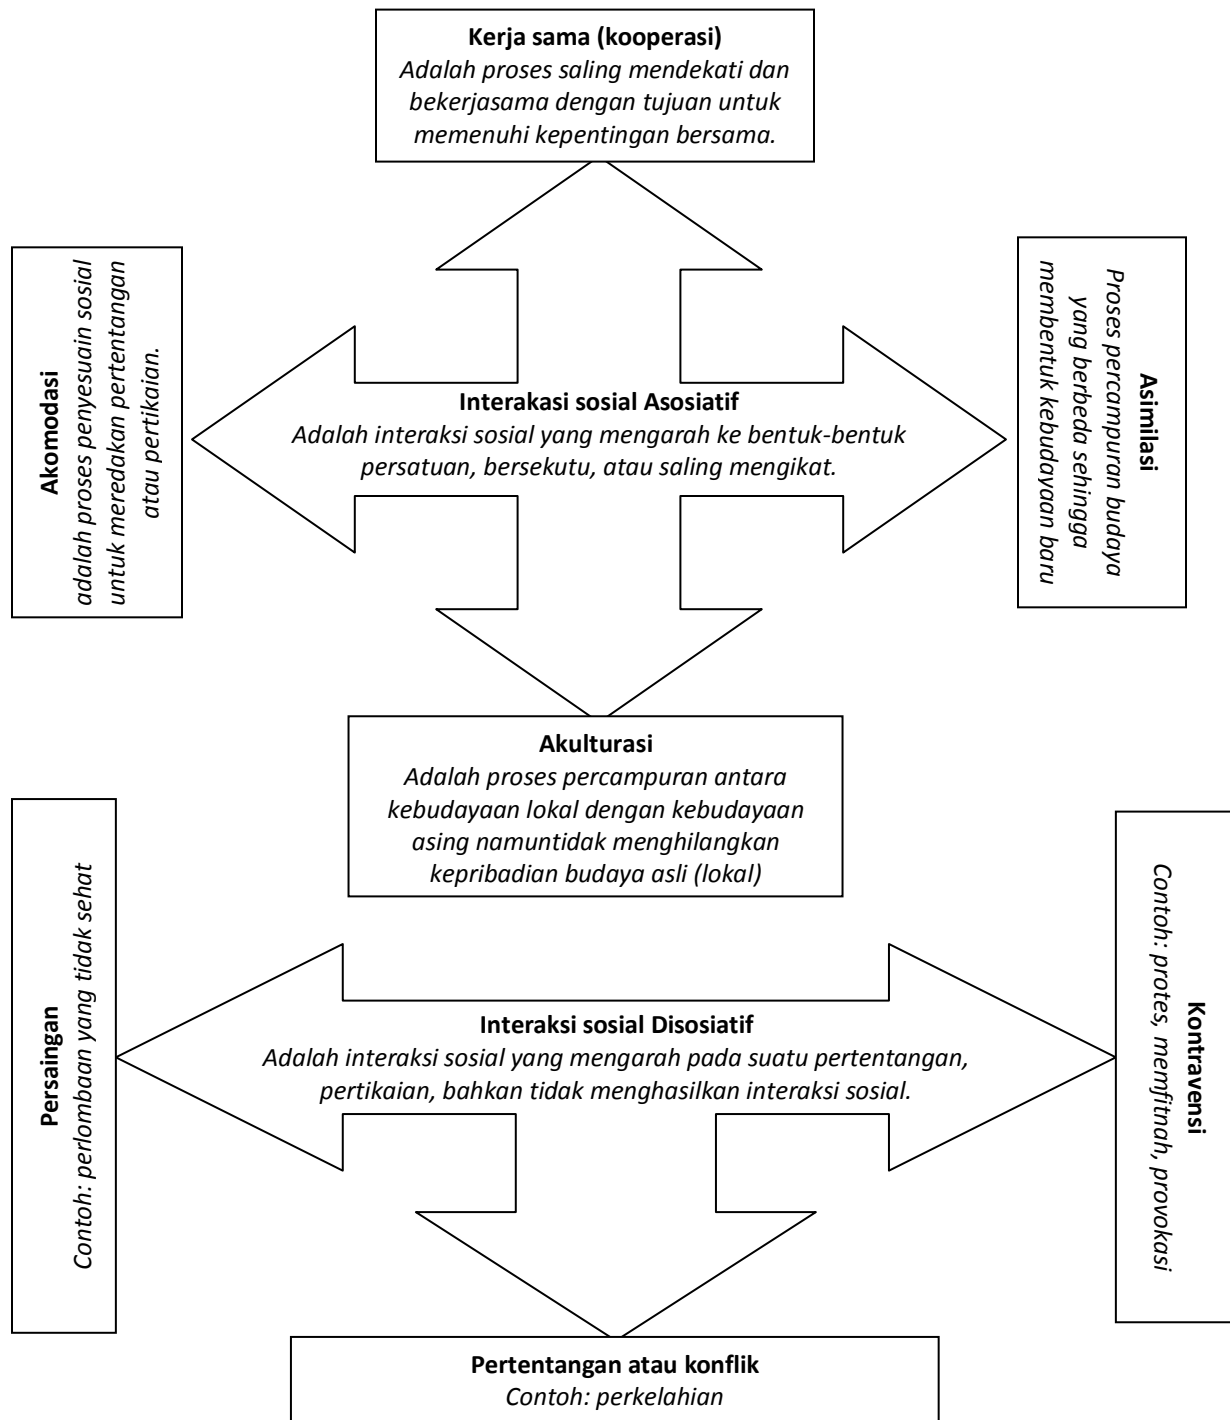 Kerja sama (kooperasi)
Adalah proses saling mendekati dan
bekerjasama dengan tujuan untuk
memenuhi kepentingan bersama.
Akomodasi
adalah proses penyesuain sosial
untuk meredakan pertentangan
atau pertikaian.
Interakasi sosial Asosiatif
Adalah interaksi sosial yang mengarah ke bentuk-bentuk
persatuan, bersekutu, atau saling mengikat.
Asimilasi
Proses percampuran budaya
yang berbeda sehingga
membentuk kebudayaan baru
Akulturasi
Adalah proses percampuran antara
kebudayaan lokal dengan kebudayaan
asing namuntidak menghilangkan
kepribadian budaya asli (lokal)
Persaingan
Contoh: perlombaan yang tidak sehat
Interaksi sosial Disosiatif
Adalah interaksi sosial yang mengarah pada suatu pertentangan,
pertikaian, bahkan tidak menghasilkan interaksi sosial.
Kontravensi
Contoh: protes, memfitnah, provokasi
Pertentangan atau konflik
Contoh: perkelahian